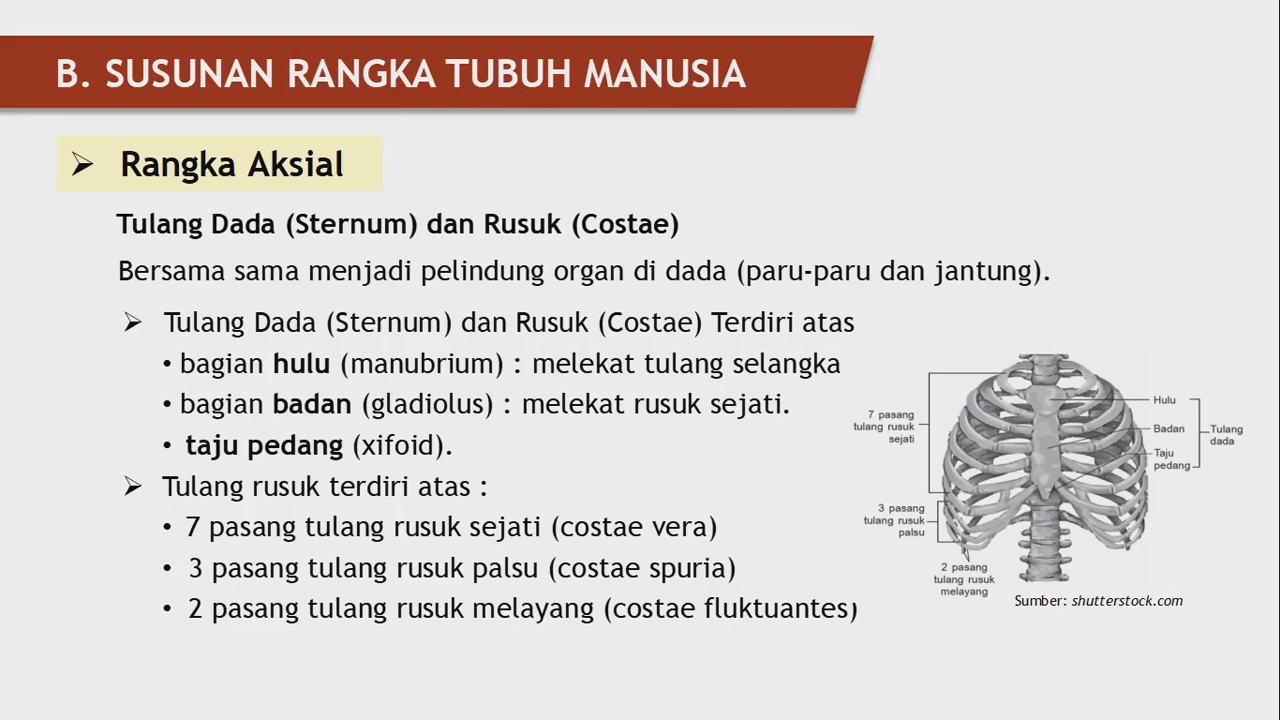 B. SUSUNAN RANGKA TUBUH MANUSIA
➢ Rangka Aksial
Tulang Dada (Sternum) dan Rusuk (Costae)
Bersama sama menjadi pelindung organ di dada (paru-paru dan jantung).
➢ Tulang Dada (Sternum) dan Rusuk (Costae) Terdiri atas
• bagian hulu (manubrium) : melekat tulang selangka
• bagian badan (gladiolus) : melekat rusuk sejati.
• taju pedang (xifoid).
➢ Tulang rusuk terdiri atas :
• 7 pasang tulang rusuk sejati (costae vera)
• 3 pasang tulang rusuk palsu (costae spuria)
• 2 pasang tulang rusuk melayang (costae fluktuantes)
7 pasang
tulang rusuk
sejati
3 pasang
tulang rusuk
palsu
2 pasang
tulang rusuk
melayang
Hulu
Badan
Taju
pedang
Tulang
dada
Sumber: shutterstock.com